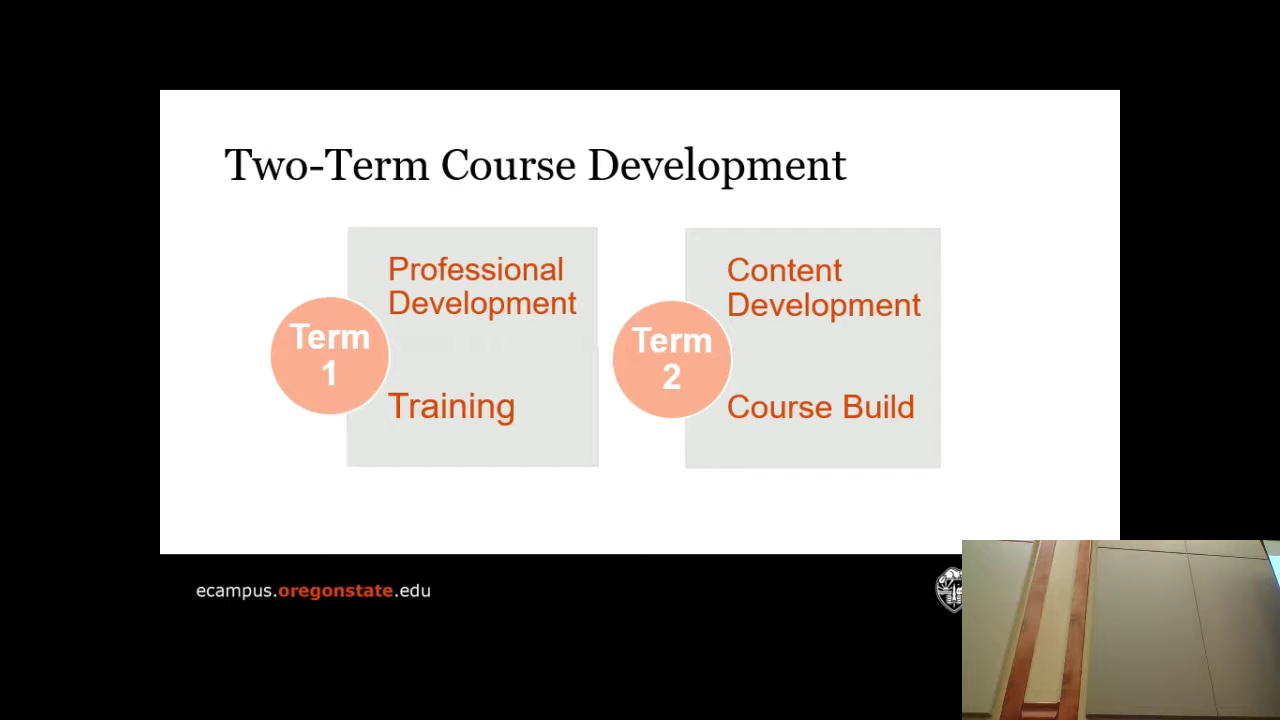 Two-Term Course Development
Term
1
Professional
Development
Training
Term
2
Content
Development
Course Build
ecampus.oregonstate.edu